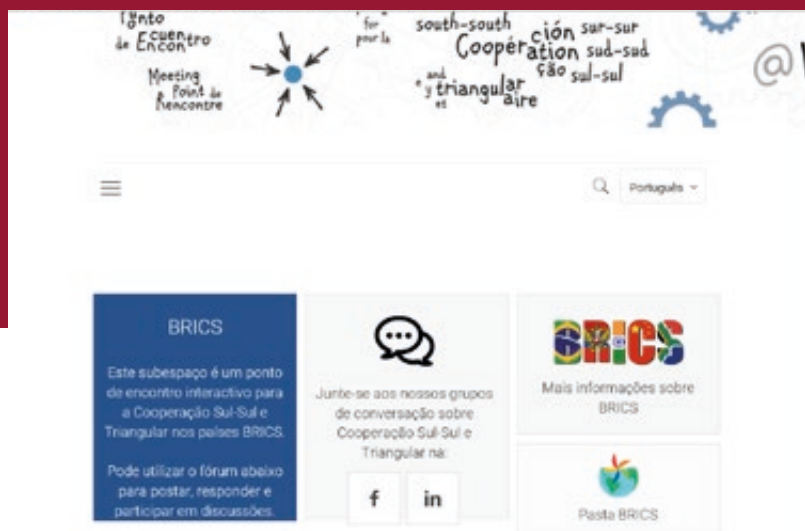 Punto
de Encuentro
Meeting
Point de
Rencontre
for
pour la
south-south
Coopération sur-sur
sud-sud
ção sul-sul
and
y triangular
et aire
@
Português
BRICS
Este subespaço é um ponto
de encontro interactivo para
a Cooperação Sul-Sul e
Triangular nos países BRICS.
Pode utilizar o fórum abaixo
para postar, responder e
participar em discussões.
Junte-se aos nossos grupos
de conversação sobre
Cooperação Sul-Sul e
Triangular na:
f in
BRICS
Mais informações sobre
BRICS
Pasta BRICS